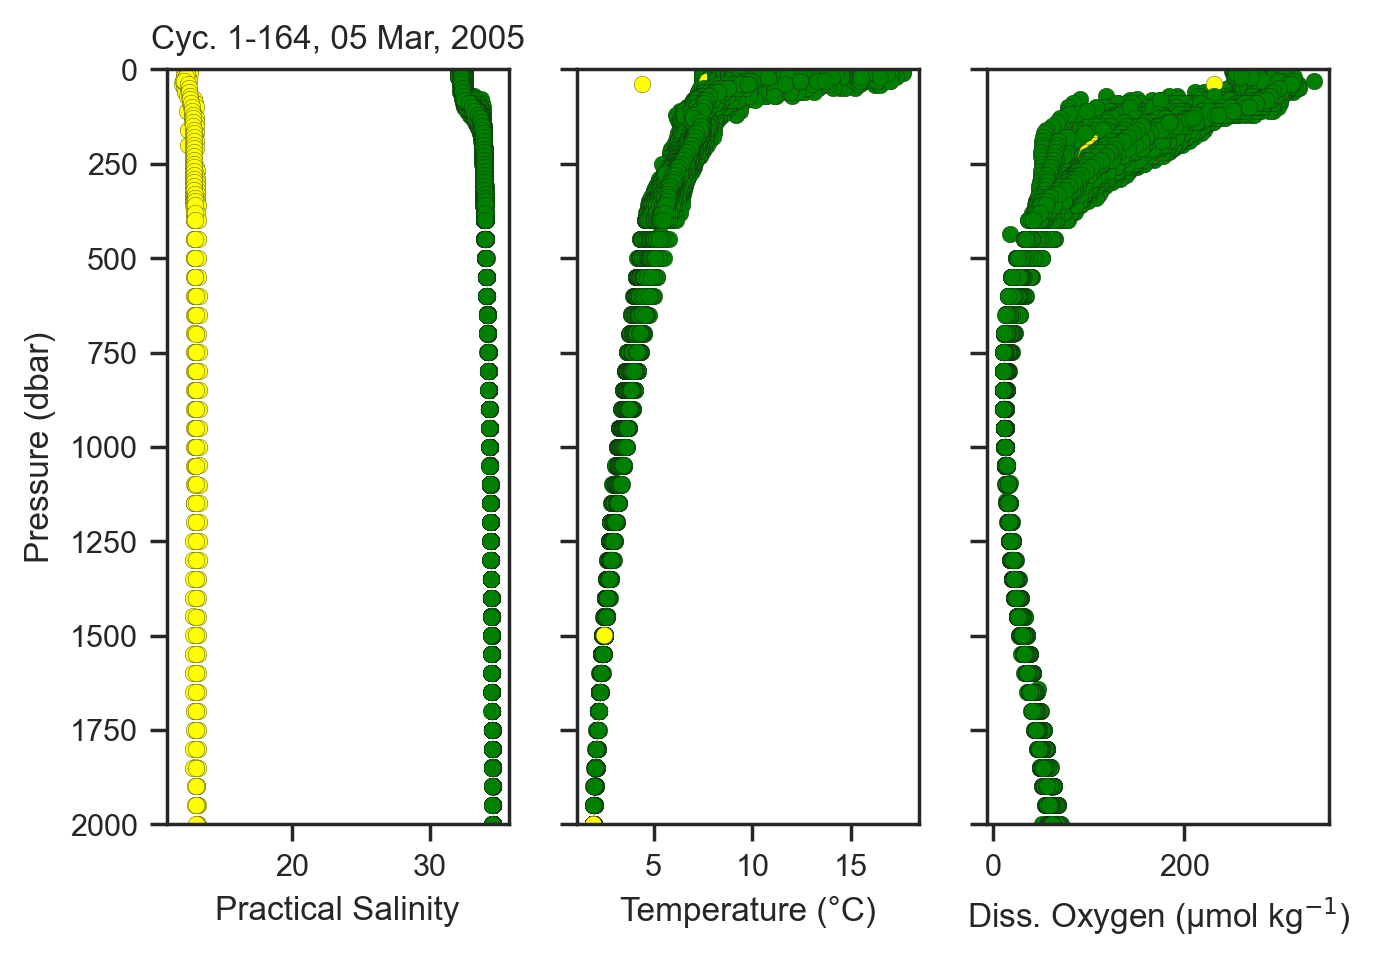 Cyc. 1-164, 05 Mar, 2005
0
250
500
750
1000
1250
1500
1750
2000
Pressure (dbar)
20 30
5 10 15
0 200
Practical Salinity
Temperature (°C)
Diss. Oxygen (µmol kg⁻¹)